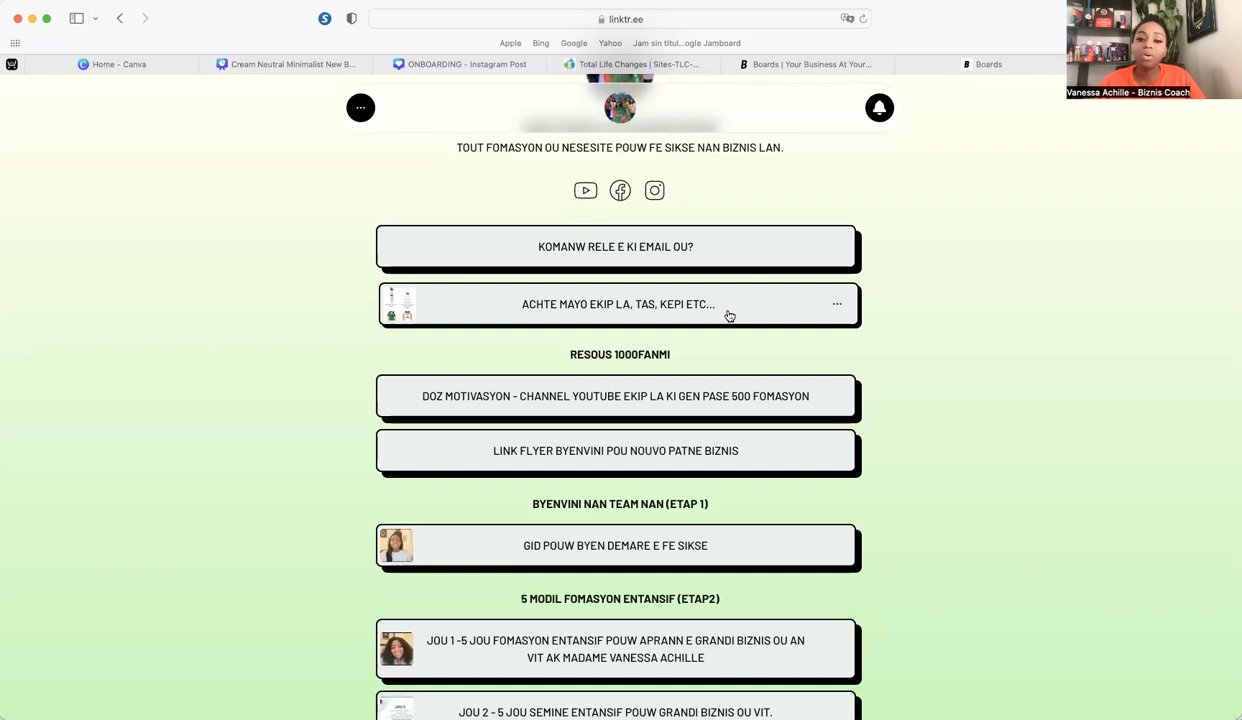 linktr.ee
Apple Bing Google Yahoo Jam sin titul...ogle Jamboard
Home - Canva
Cream Neutral Minimalist New B...
ONBOARDING - Instagram Post
Total Life Changes | Sites-TLC-...
Boards | Your Business At Your...
Boards
Vanessa Achille - Biznis Coach
TOUT FOMASYON OU NESESITE POUW FE SIKSE NAN BIZNIS LAN.
KOMANW RELE E KI EMAIL OU?
ACHTE MAYO EKIP LA, TAS, KEPI ETC...
RESOUS 1000FANMI
DOZ MOTIVASYON - CHANNEL YOUTUBE EKIP LA KI GEN PASE 500 FOMASYON
LINK FLYER BYENVINI POU NOUVO PATNE BIZNIS
BYENVINI NAN TEAM NAN (ETAP 1)
GID POUW BYEN DEMARE E FE SIKSE
5 MODIL FOMASYON ENTANSIF (ETAP2)
JOU 1 -5 JOU FOMASYON ENTANSIF POUW APRANN E GRANDI BIZNIS OU AN
VIT AK MADAME VANESSA ACHILLE
JOU 2 - 5 JOU SEMINE ENTANSIF POUW GRANDI BIZNIS OU VIT.